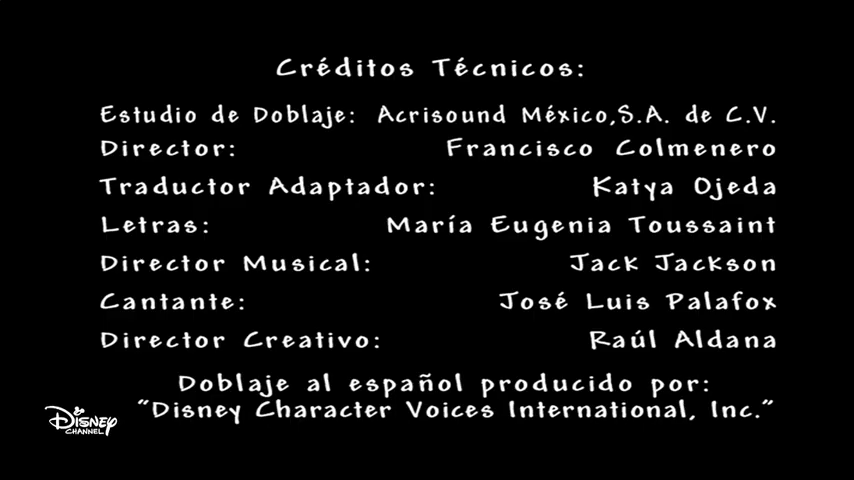 Créditos Técnicos:
Estudio de Doblaje: Acrisound México,S.A. de C.V.
Director: Francisco Colmenero
Traductor Adaptador: Katya Ojeda
Letras: María Eugenia Toussaint
Director Musical: Jack Jackson
Cantante: José Luis Palafox
Director Creativo: Raúl Aldana
Doblaje al español producido por:
"Disney Character Voices International, Inc."
Disney
CHANNEL